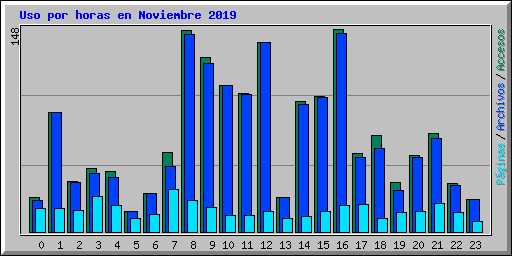 Uso por horas en Noviembre 2019
148
Páginas / Archivos / Accesos
0 1 2 3 4 5 6 7 8 9 10 11 12 13 14 15 16 17 18 19 20 21 22 23